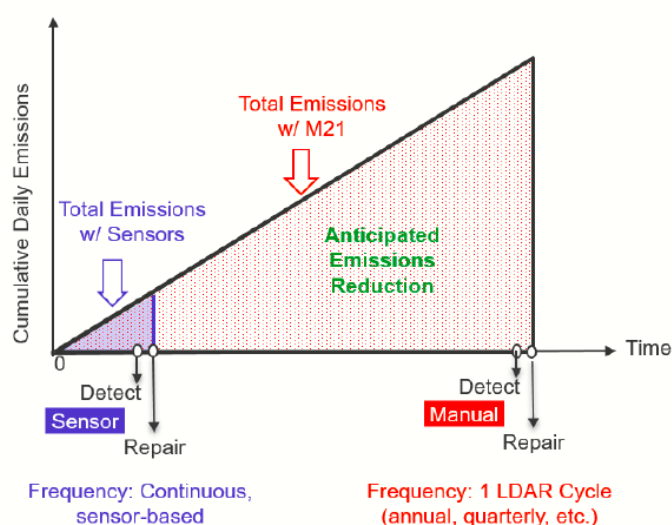 Cumulative Daily Emissions
Total Emissions
w/ M21
Total Emissions
w/ Sensors
Anticipated
Emissions
Reduction
0
Time
Detect
Sensor
Repair
Detect
Manual
Repair
Frequency: Continuous,
sensor-based
Frequency: 1 LDAR Cycle
(annual, quarterly, etc.)